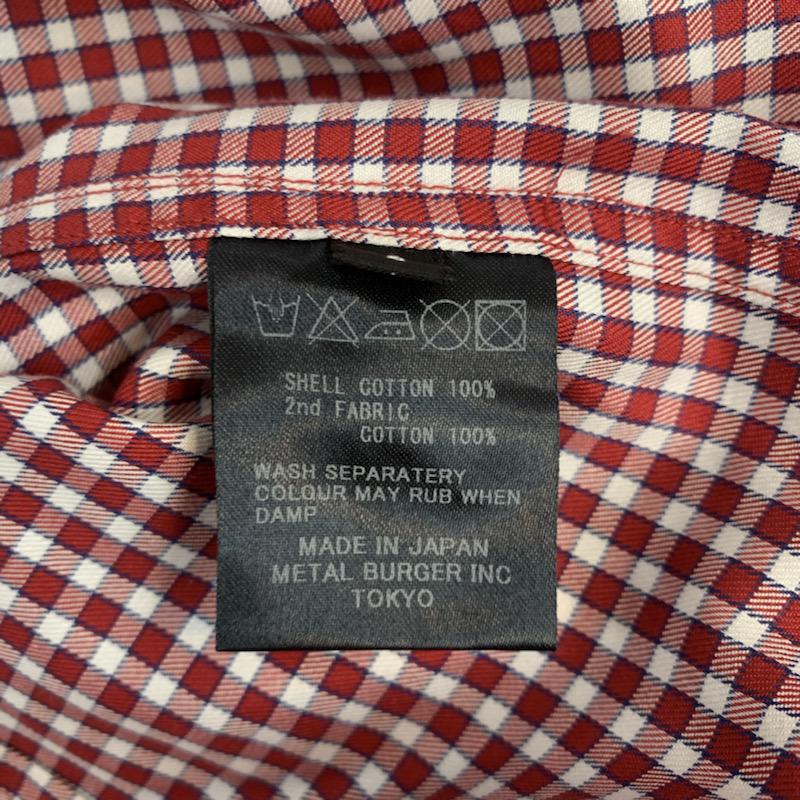 SHELL COTTON 100%
2nd FABRIC
COTTON 100%
WASH SEPARATERY
COLOUR MAY RUB WHEN
DAMP
MADE IN JAPAN
METAL BURGER INC
TOKYO